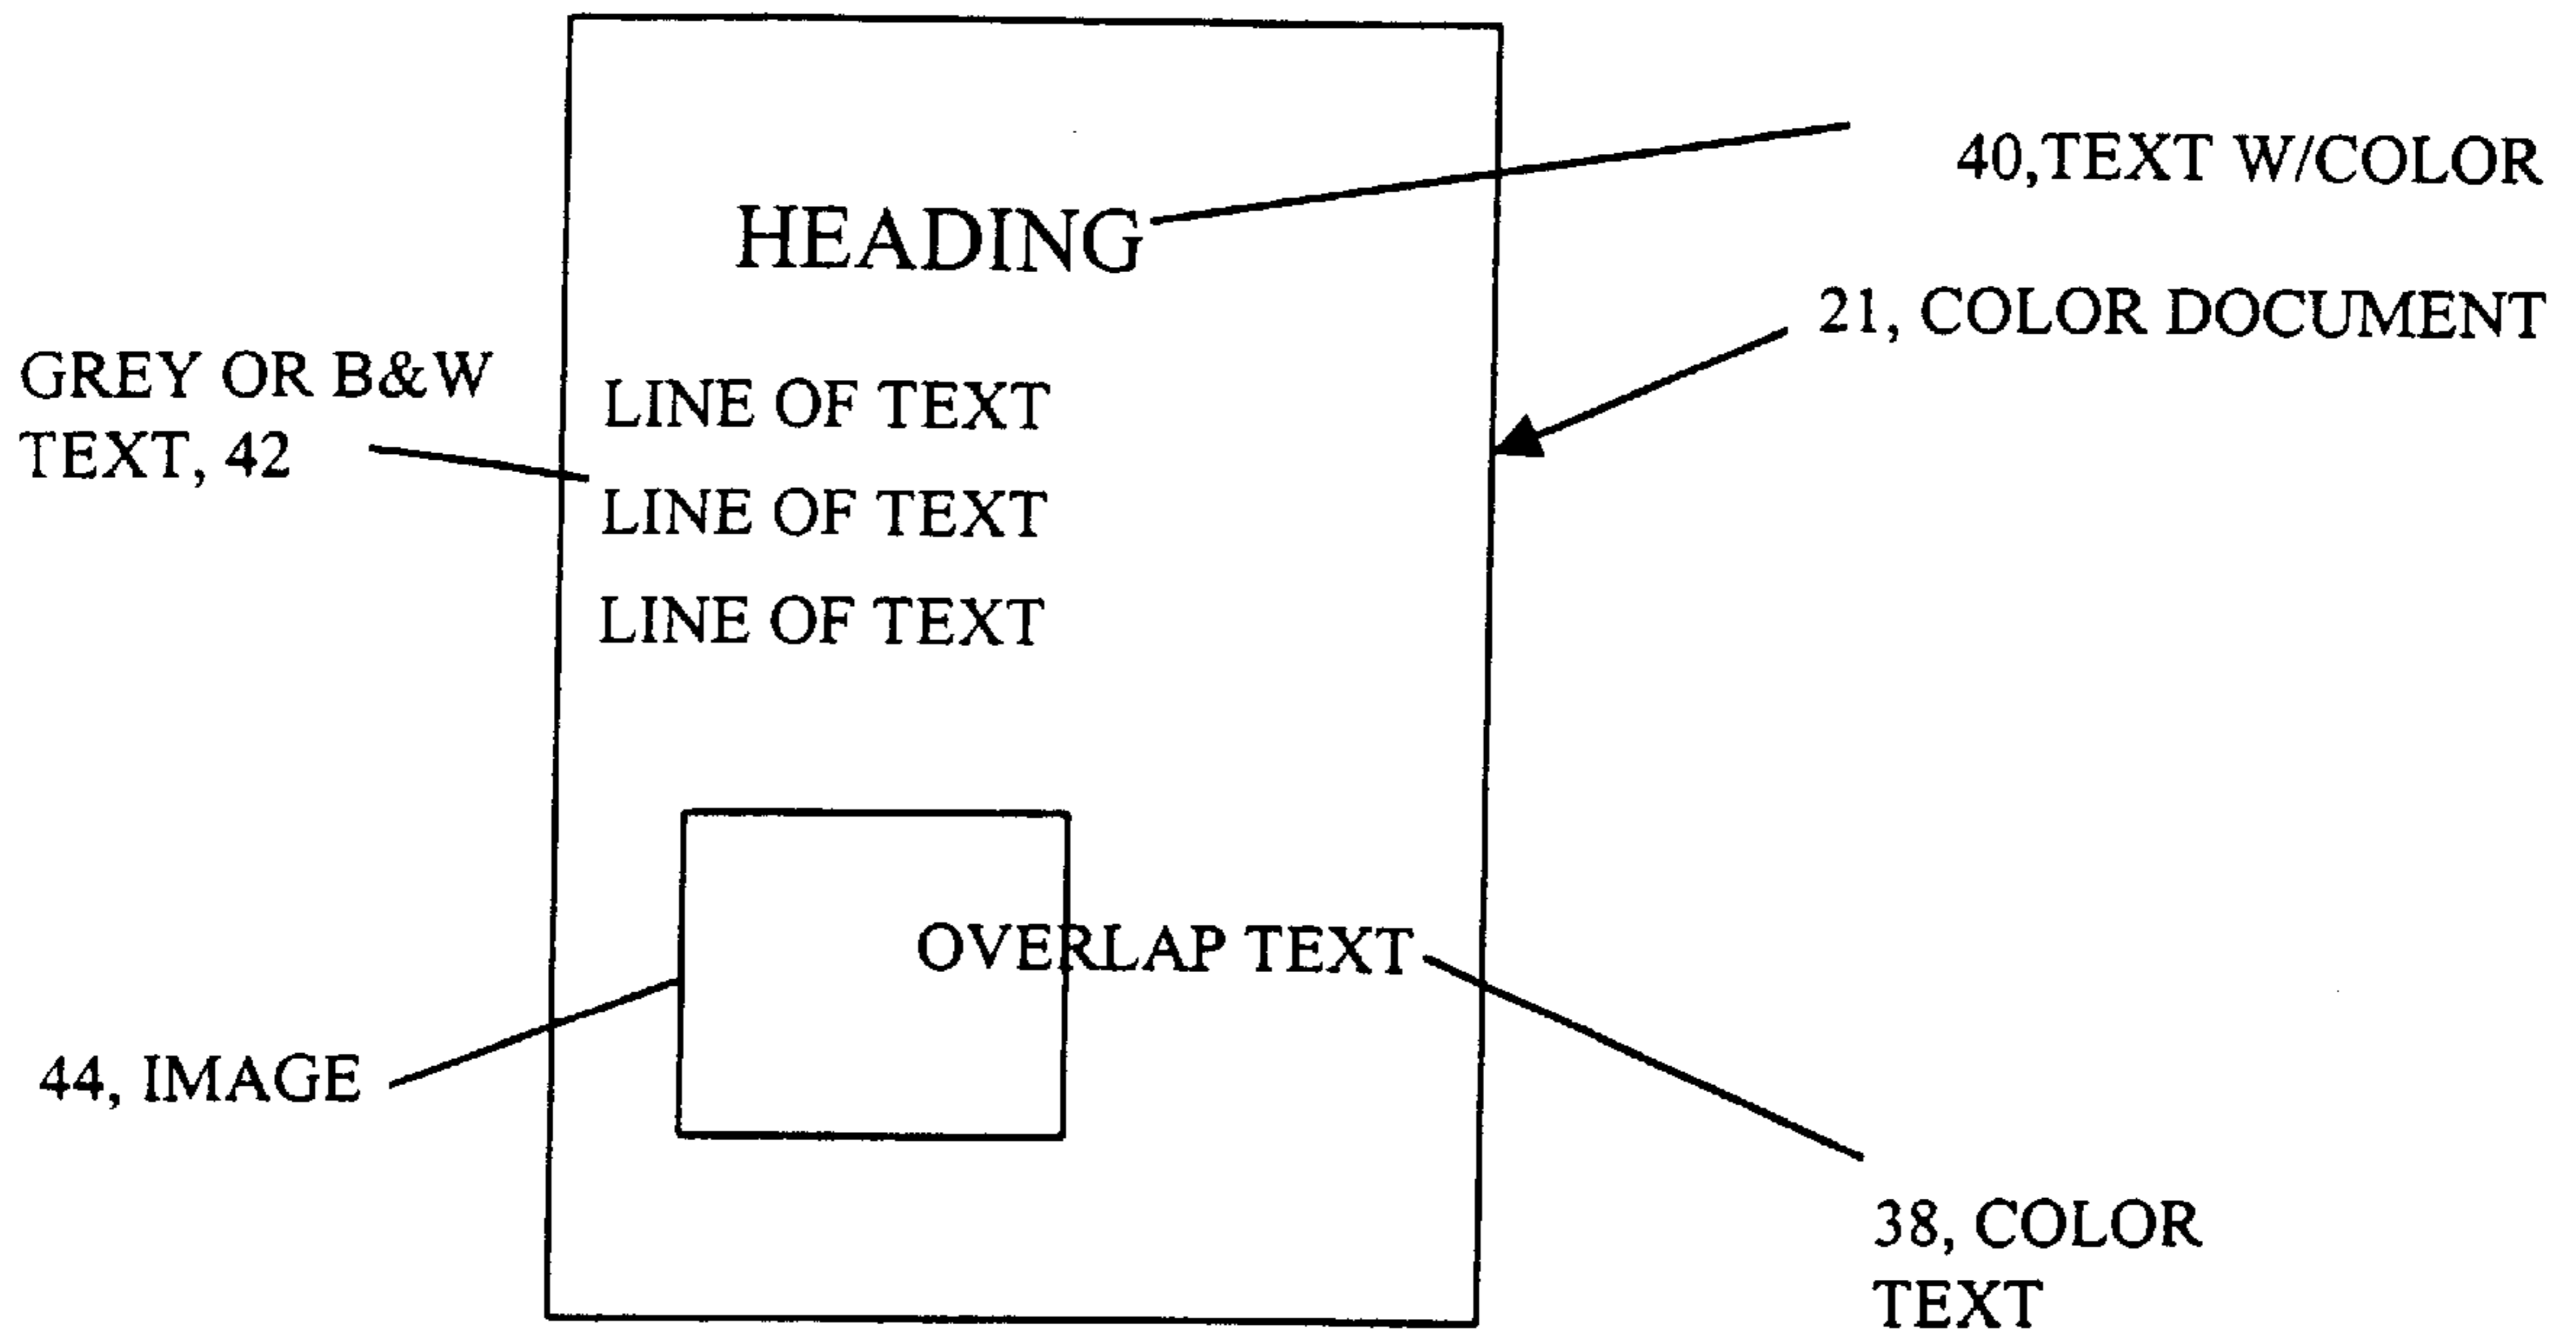 40,TEXT W/COLOR
HEADING
21, COLOR DOCUMENT
GREY OR B&W
TEXT, 42
LINE OF TEXT
LINE OF TEXT
LINE OF TEXT
OVERLAP TEXT
44, IMAGE
38, COLOR
TEXT